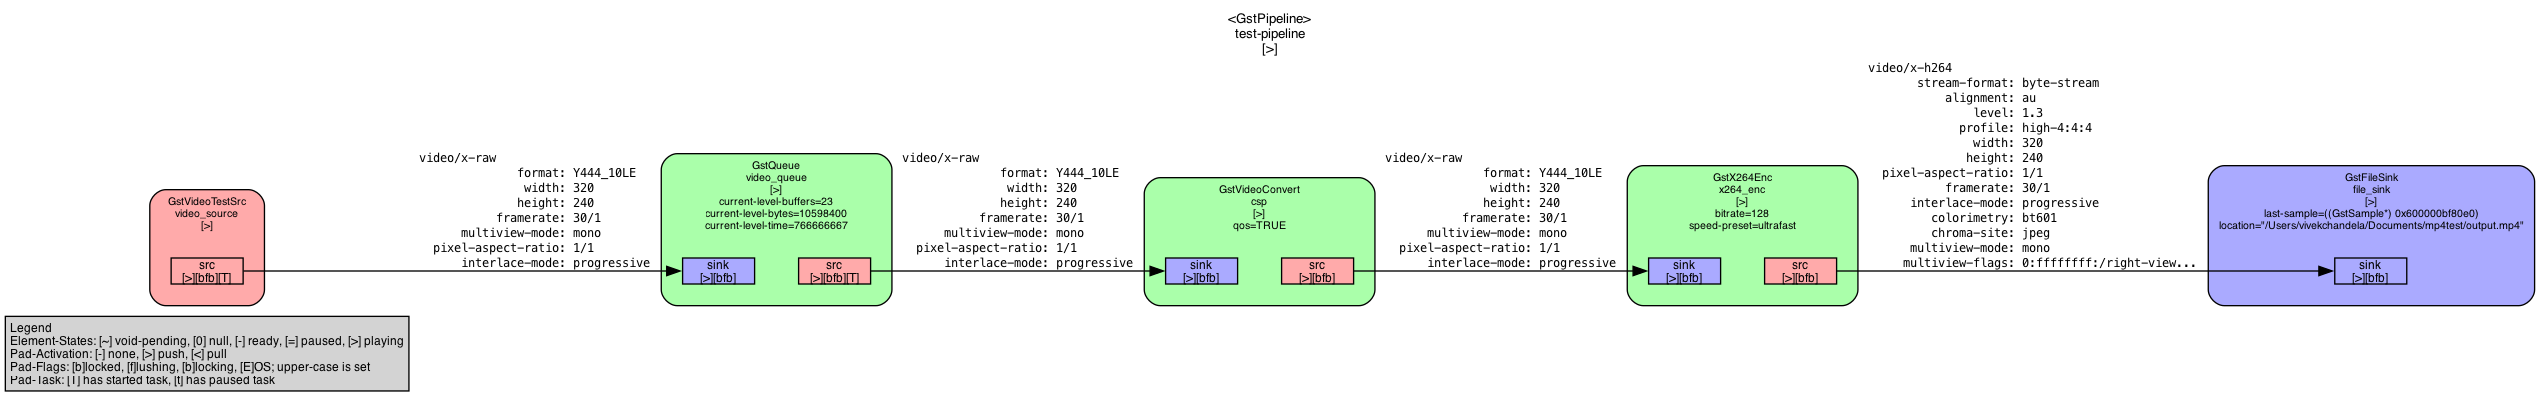 <GstPipeline>
test-pipeline
[>]
GstVideoTestSrc
video_source
[>]
src
[>][bfb][T]
video/x-raw
format: Y444_10LE
width: 320
height: 240
framerate: 30/1
multiview-mode: mono
pixel-aspect-ratio: 1/1
interlace-mode: progressive
GstQueue
video_queue
[>]
current-level-buffers=23
current-level-bytes=10598400
current-level-time=766666667
sink
[>][bfb]
src
[>][bfb][T]
video/x-raw
format: Y444_10LE
width: 320
height: 240
framerate: 30/1
multiview-mode: mono
pixel-aspect-ratio: 1/1
interlace-mode: progressive
GstVideoConvert
csp
[>]
qos=TRUE
sink
[>][bfb]
src
[>][bfb]
video/x-raw
format: Y444_10LE
width: 320
height: 240
framerate: 30/1
multiview-mode: mono
pixel-aspect-ratio: 1/1
interlace-mode: progressive
GstX264Enc
x264_enc
[>]
bitrate=128
speed-preset=ultrafast
sink
[>][bfb]
src
[>][bfb]
video/x-h264
stream-format: byte-stream
alignment: au
level: 1.3
profile: high-4:4:4
width: 320
height: 240
pixel-aspect-ratio: 1/1
framerate: 30/1
interlace-mode: progressive
colorimetry: bt601
chroma-site: jpeg
multiview-mode: mono
multiview-flags: 0:ffffffff:/right-view...
GstFileSink
file_sink
[>]
last-sample=((GstSample*) 0x600000bf80e0)
location="/Users/vivekchandela/Documents/mp4test/output.mp4"
sink
[>][bfb]
Legend
Element-States: [~] void-pending, [0] null, [-] ready, [=] paused, [>] playing
Pad-Activation: [-] none, [>] push, [<] pull
Pad-Flags: [b]locked, [f]lushing, [b]locking, [E]OS; upper-case is set
Pad-Task: [T] has started task, [t] has paused task